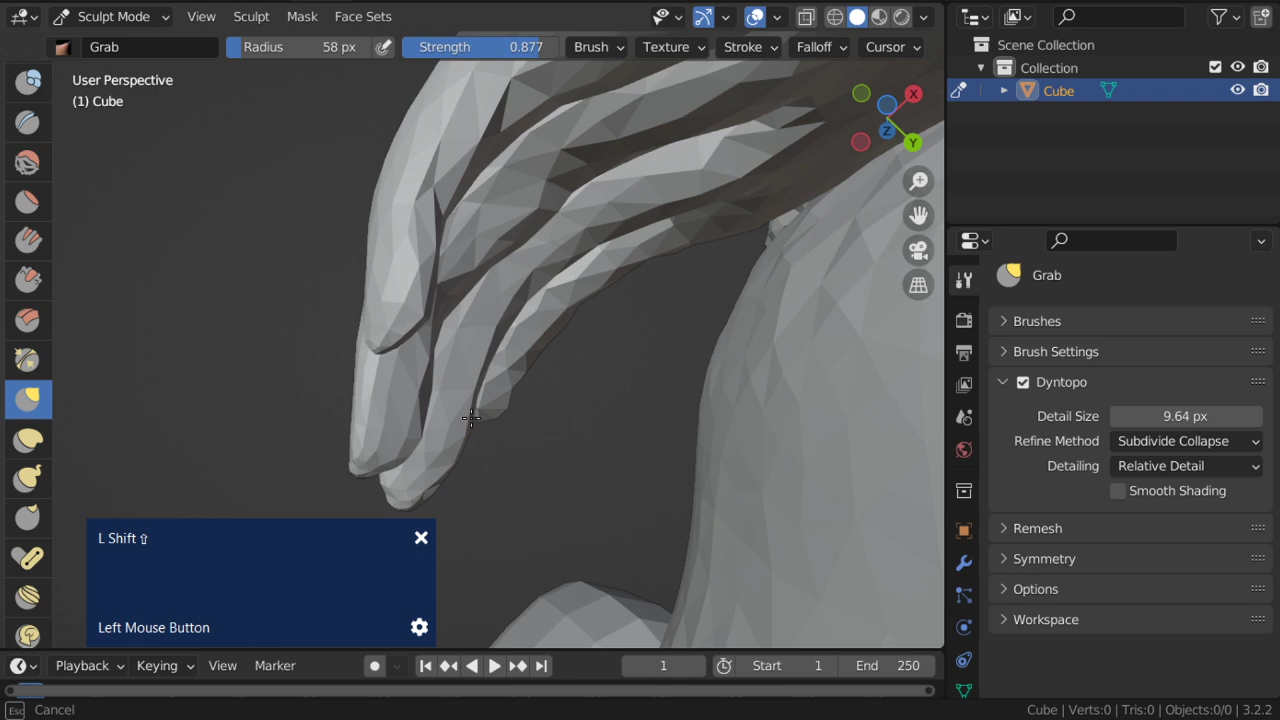 Sculpt Mode View Sculpt Mask Face Sets
Grab Radius 58 px Strength 0.877 Brush Texture Stroke Falloff Cursor
User Perspective
(1) Cube
X
Y
Z
Scene Collection
Collection
Cube
Grab
Brushes
Brush Settings
Dyntopo
Detail Size 9.64 px
Refine Method Subdivide Collapse
Detailing Relative Detail
Smooth Shading
Remesh
Symmetry
Options
Workspace
L Shift ⇧
Left Mouse Button
Playback Keying View Marker 1 Start 1 End 250
Esc Cancel Cube | Verts:0 | Tris:0 | Objects:0/0 | 3.2.2